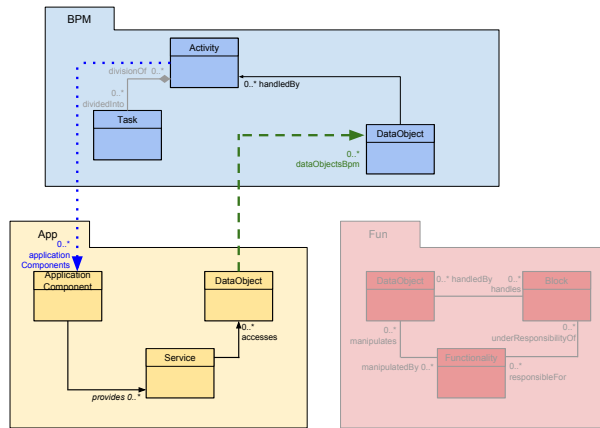 BPM
Activity
divisionOf 0..*
0..* handledBy
0..*
dividedInto
Task
DataObject
0..*
dataObjectsBpm
App
Fun
0..*
application
Components
Application
Component
DataObject
DataObject
0..* handledBy
0..*
handles
Block
0..*
accesses
0..*
manipulates
0..*
underResponsibilityOf
Service
Functionality
manipulatedBy 0..*
0..*
responsibleFor
provides 0..*